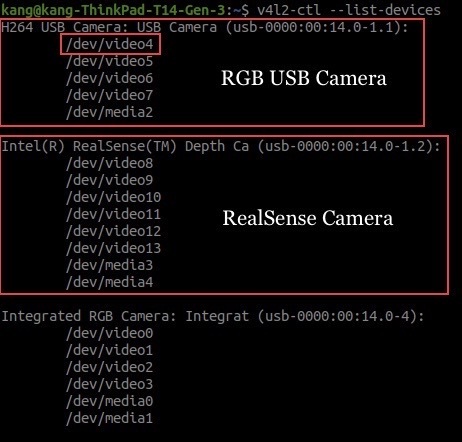 kang@kang-ThinkPad-T14-Gen-3:~$ v4l2-ctl --list-devices
H264 USB Camera: USB Camera (usb-0000:00:14.0-1.1):
/dev/video4
/dev/video5
/dev/video6
/dev/video7
/dev/media2
RGB USB Camera
Intel(R) RealSense(TM) Depth Ca (usb-0000:00:14.0-1.2):
/dev/video8
/dev/video9
/dev/video10
/dev/video11
/dev/video12
/dev/video13
/dev/media3
/dev/media4
RealSense Camera
Integrated RGB Camera: Integrat (usb-0000:00:14.0-4):
/dev/video0
/dev/video1
/dev/video2
/dev/video3
/dev/media0
/dev/media1